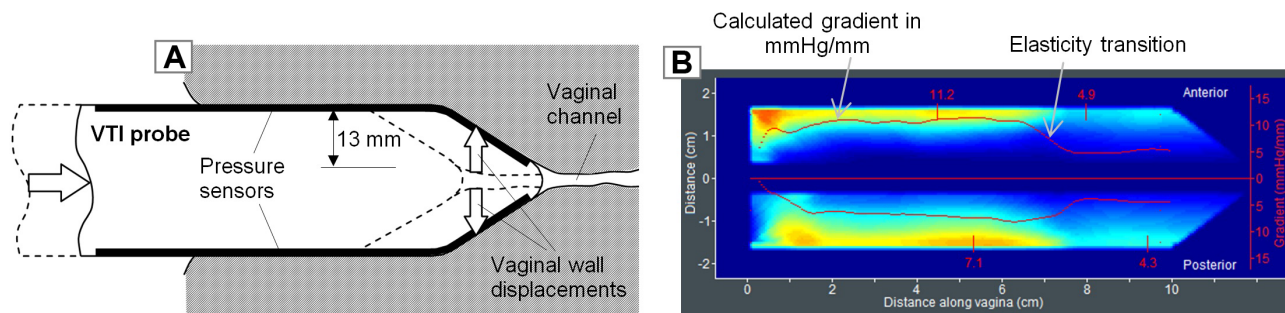 A
VTI probe
Pressure
sensors
13 mm
Vaginal
channel
Vaginal wall
displacements
B
Calculated gradient in
mmHg/mm
Elasticity transition
Anterior
11.2
4.9
2
1
0
-1
-2
Distance (cm)
15
10
5
5
10
15
Gradient (mmHg/mm)
7.1
4.3
Posterior
0 2 4 6 8 10
Distance along vagina (cm)